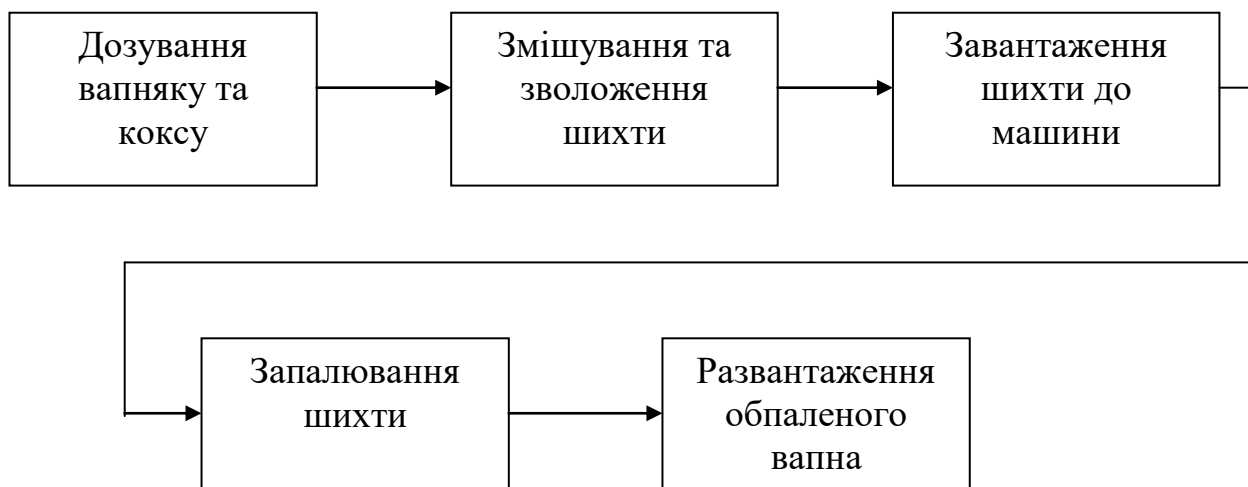 Дозування
вапняку та
коксу
Змішування та
зволоження
шихти
Завантаження
шихти до
машини
Запалювання
шихти
Развантаження
обпаленого
вапна